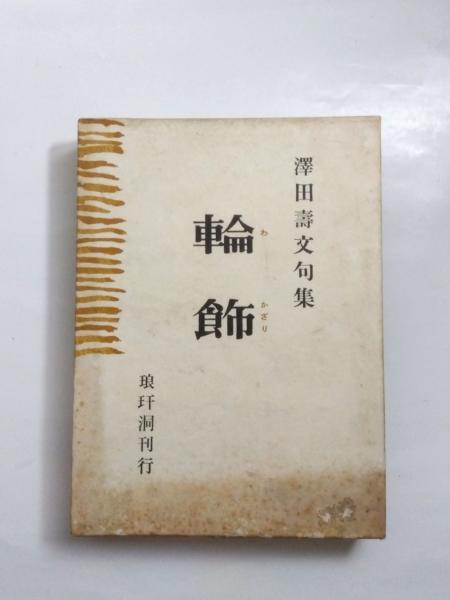 澤田壽文句集
輪飾
わ
かざり
琅玕洞刊行